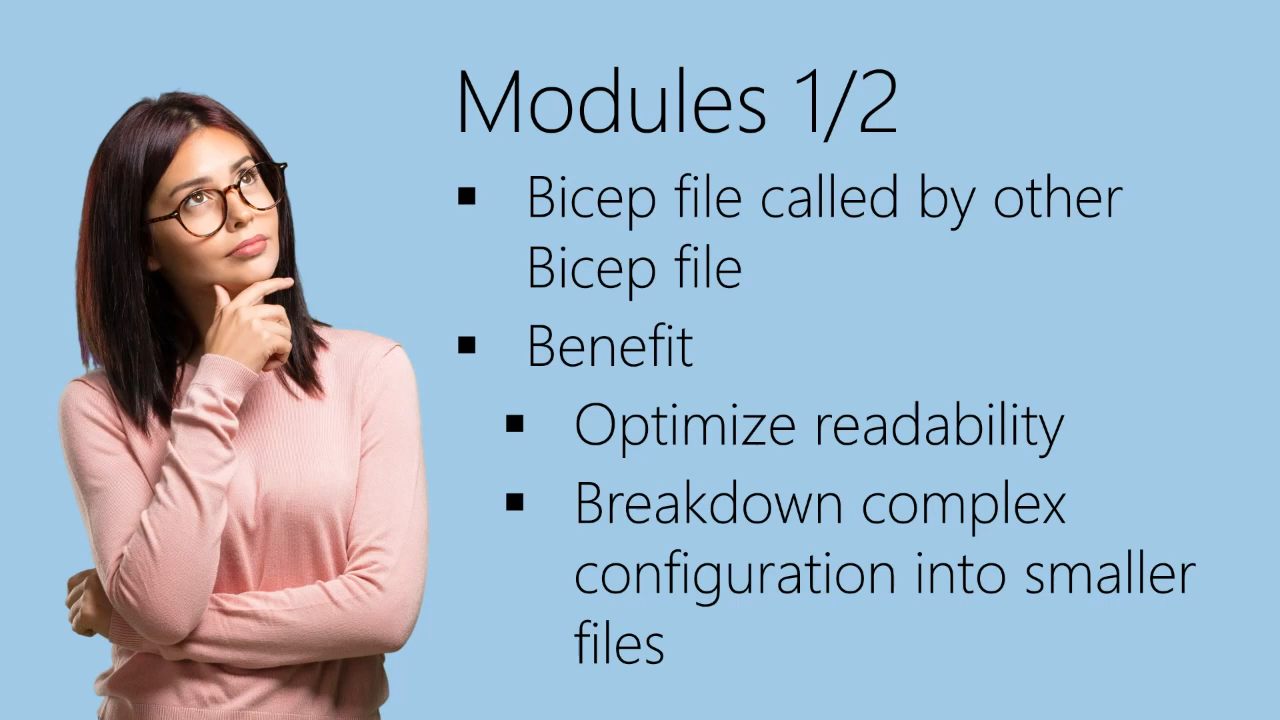 Modules 1/2
▪ Bicep file called by other
Bicep file
▪ Benefit
▪ Optimize readability
▪ Breakdown complex
configuration into smaller
files